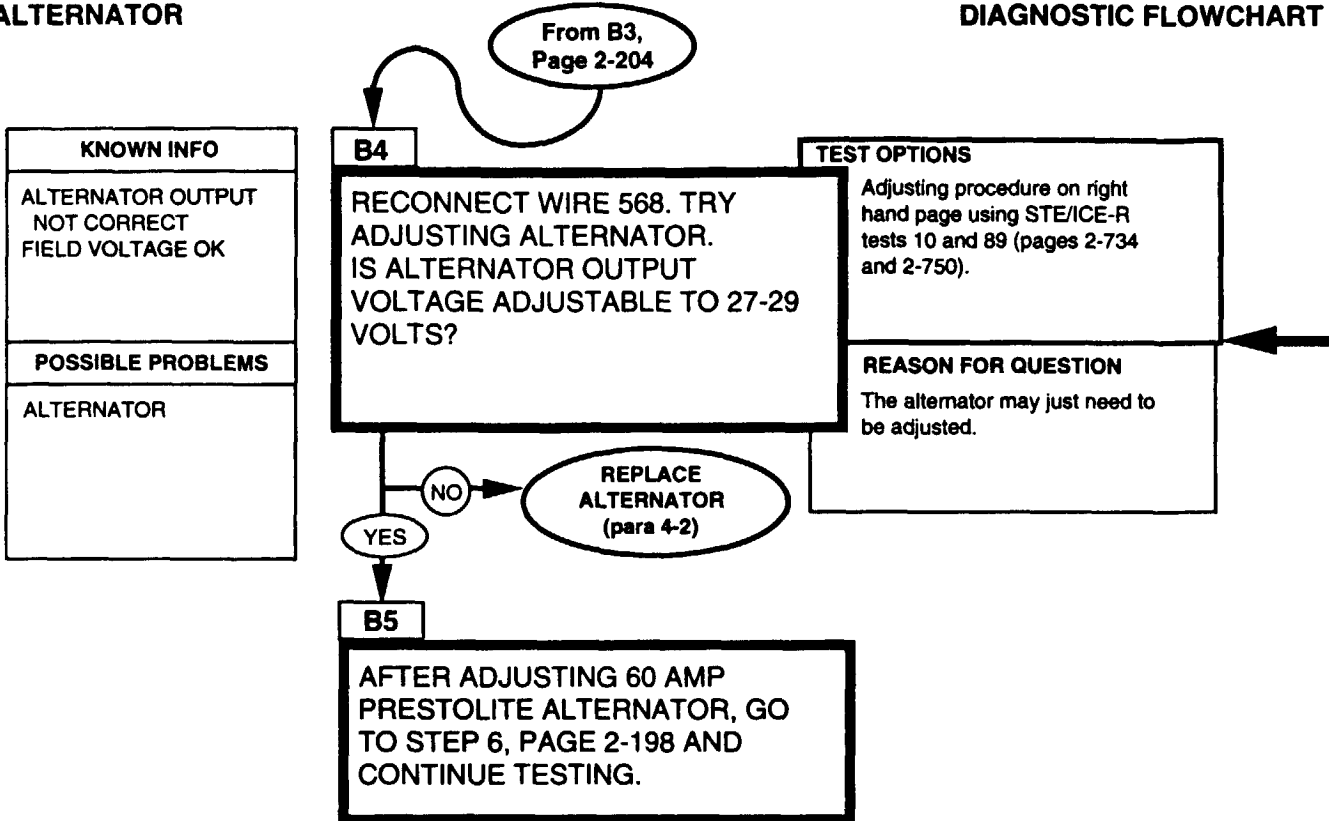 ALTERNATOR
DIAGNOSTIC FLOWCHART
From B3,
Page 2-204
KNOWN INFO
ALTERNATOR OUTPUT
NOT CORRECT
FIELD VOLTAGE OK
POSSIBLE PROBLEMS
ALTERNATOR
B4
RECONNECT WIRE 568. TRY
ADJUSTING ALTERNATOR.
IS ALTERNATOR OUTPUT
VOLTAGE ADJUSTABLE TO 27-29
VOLTS?
TEST OPTIONS
Adjusting procedure on right
hand page using STE/ICE-R
tests 10 and 89 (pages 2-734
and 2-750).
REASON FOR QUESTION
The alternator may just need to
be adjusted.
NO
REPLACE
ALTERNATOR
(para 4-2)
YES
B5
AFTER ADJUSTING 60 AMP
PRESTOLITE ALTERNATOR, GO
TO STEP 6, PAGE 2-198 AND
CONTINUE TESTING.